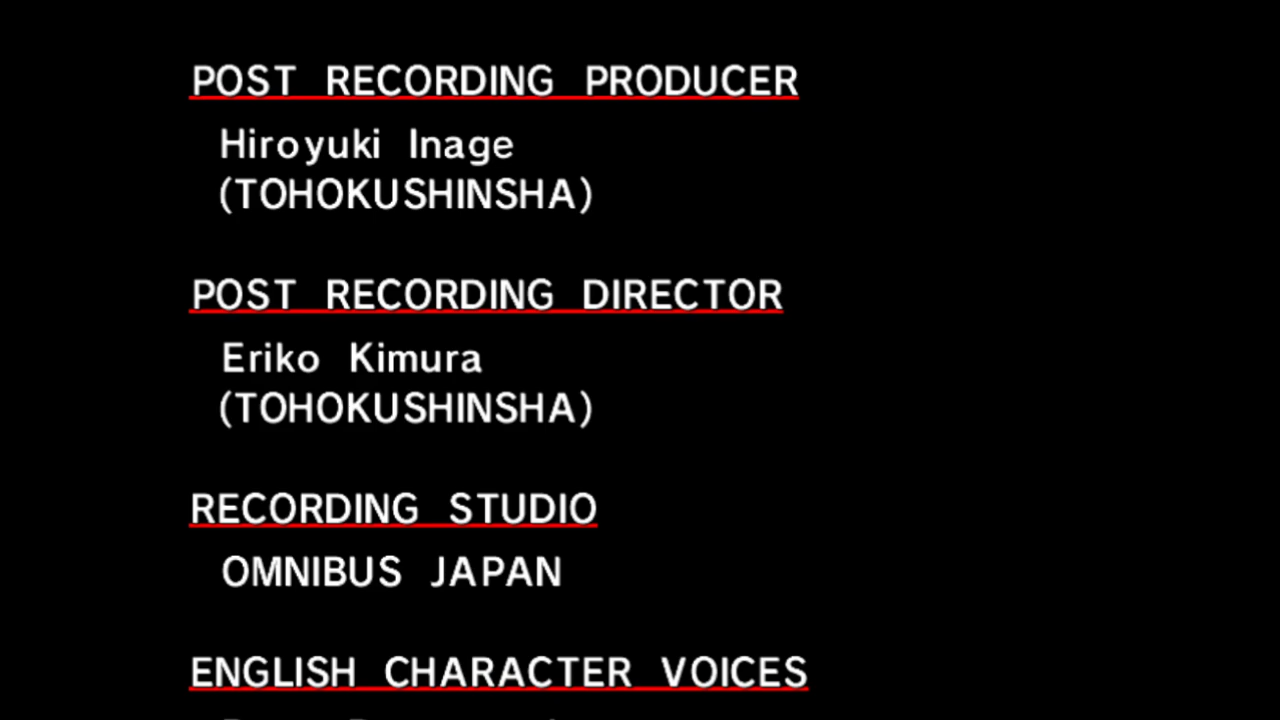 POST RECORDING PRODUCER
Hiroyuki Inage
(TOHOKUSHINSHA)
POST RECORDING DIRECTOR
Eriko Kimura
(TOHOKUSHINSHA)
RECORDING STUDIO
OMNIBUS JAPAN
ENGLISH CHARACTER VOICES